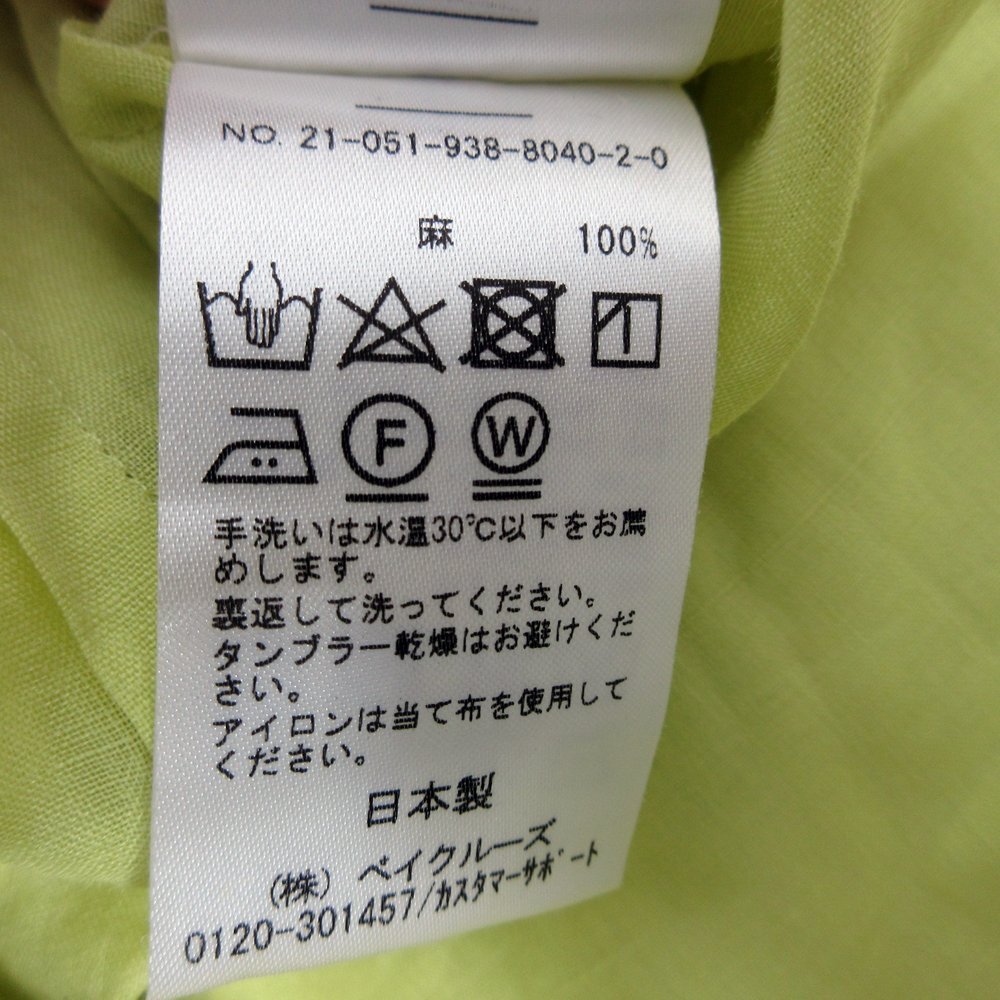 NO. 21-051-938-8040-2-0
麻 100%
F W
手洗いは水温30℃以下をお薦
めします。
裏返して洗ってください。
タンブラー乾燥はお避けくだ
さい。
アイロンは当て布を使用して
ください。
日本製
(株) ベイクルーズ
0120-301457/ｶｽﾀﾏｰｻﾎﾟｰﾄ